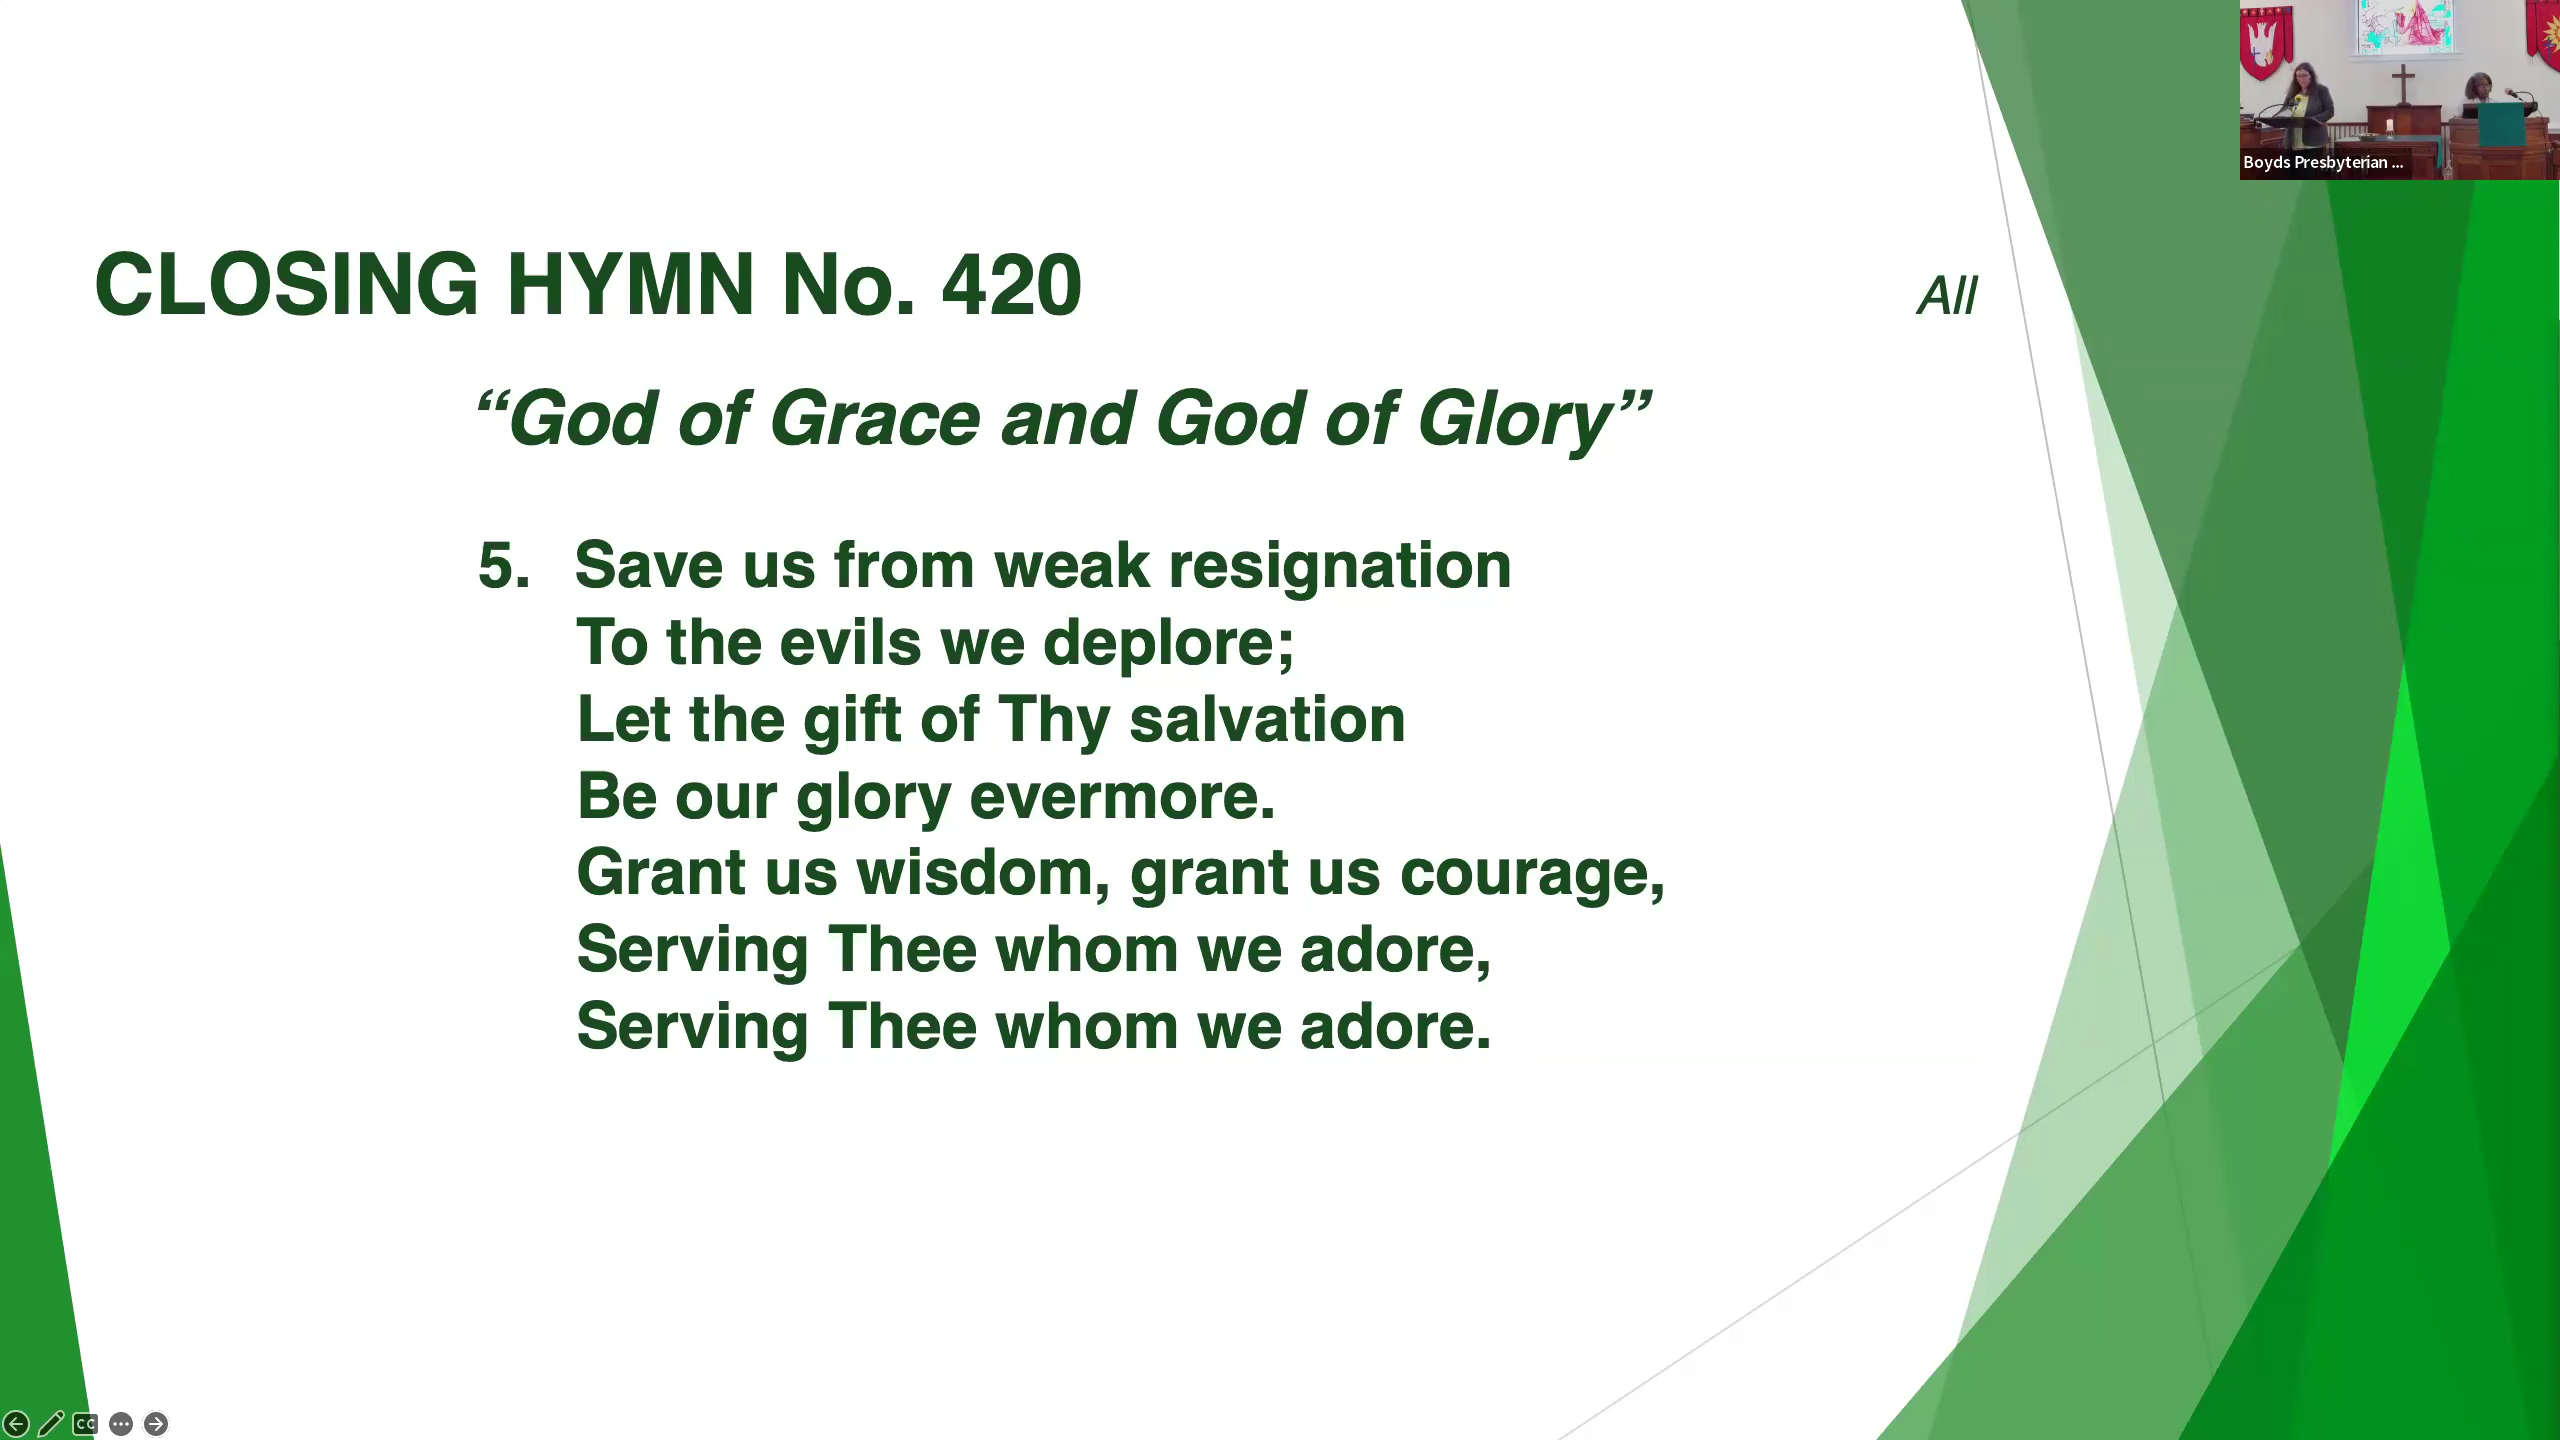 Boyds Presbyterian ...
CLOSING HYMN No. 420
All
“God of Grace and God of Glory”
5. Save us from weak resignation
To the evils we deplore;
Let the gift of Thy salvation
Be our glory evermore.
Grant us wisdom, grant us courage,
Serving Thee whom we adore,
Serving Thee whom we adore.
CC